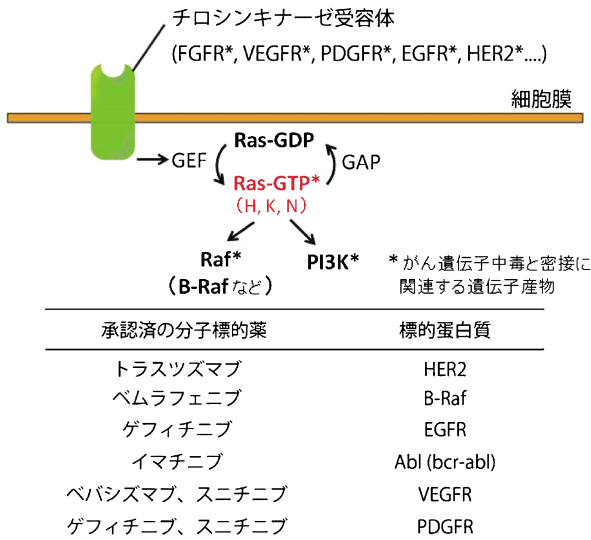 チロシンキナーゼ受容体
(FGFR*, VEGFR*, PDGFR*, EGFR*, HER2*....)
細胞膜
Ras-GDP
GEF
GAP
Ras-GTP*
（H, K, N）
Raf*
（B-Raf など）
PI3K*
* がん遺伝子中毒と密接に
関連する遺伝子産物
承認済の分子標的薬 標的蛋白質
トラスツズマブ HER2
ベムラフェニブ B-Raf
ゲフィチニブ EGFR
イマチニブ Abl (bcr-abl)
ベバシズマブ、スニチニブ VEGFR
ゲフィチニブ、スニチニブ PDGFR